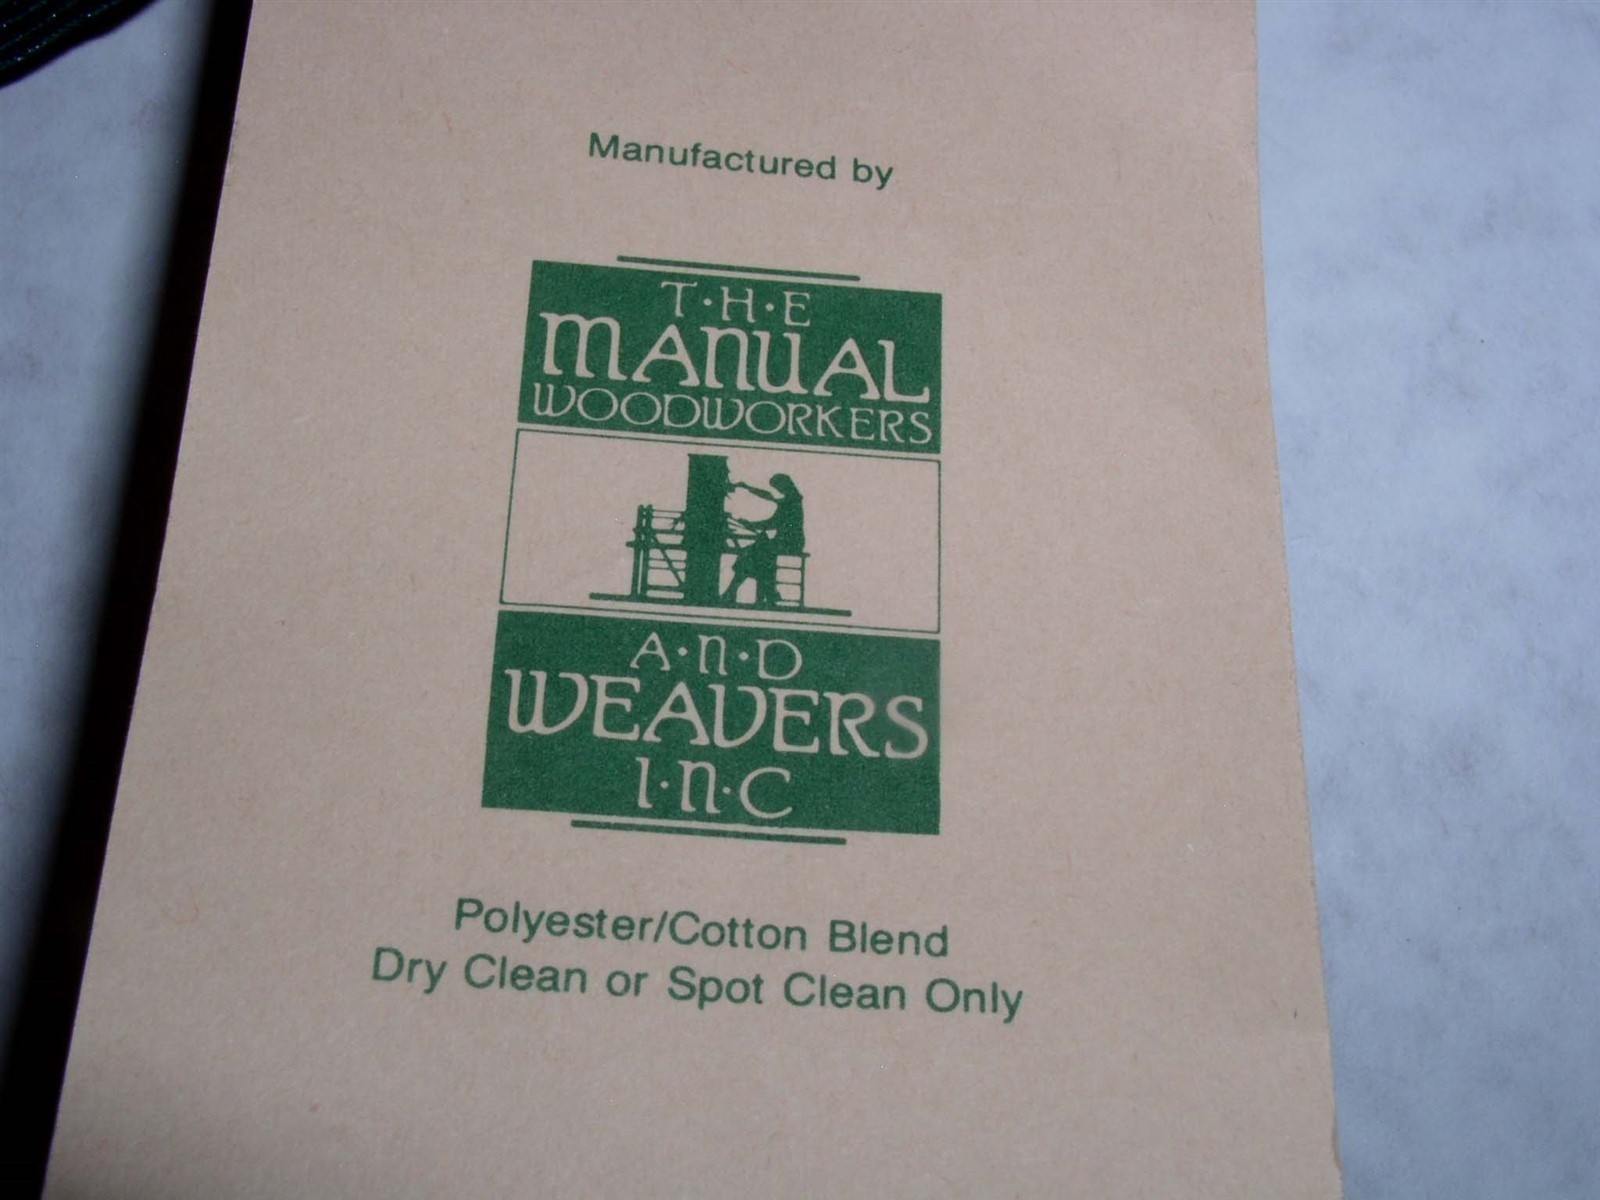 Manufactured by
T·H·E
MANUAL
WOODWORKERS
A·N·D
WEAVERS
I·N·C
Polyester/Cotton Blend
Dry Clean or Spot Clean Only